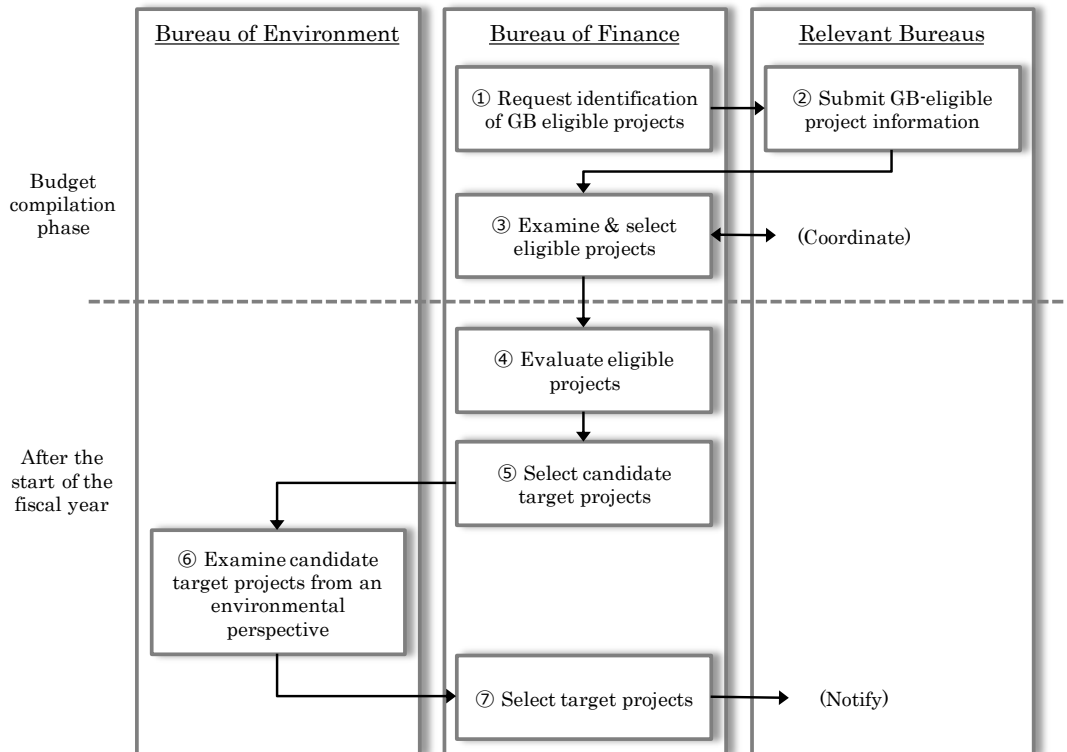 Bureau of Environment
Bureau of Finance
Relevant Bureaus
① Request identification
of GB eligible projects
② Submit GB-eligible
project information
Budget
compilation
phase
③ Examine & select
eligible projects
(Coordinate)
④ Evaluate eligible
projects
After the
start of the
fiscal year
⑤ Select candidate
target projects
⑥ Examine candidate
target projects from an
environmental
perspective
⑦ Select target projects
(Notify)